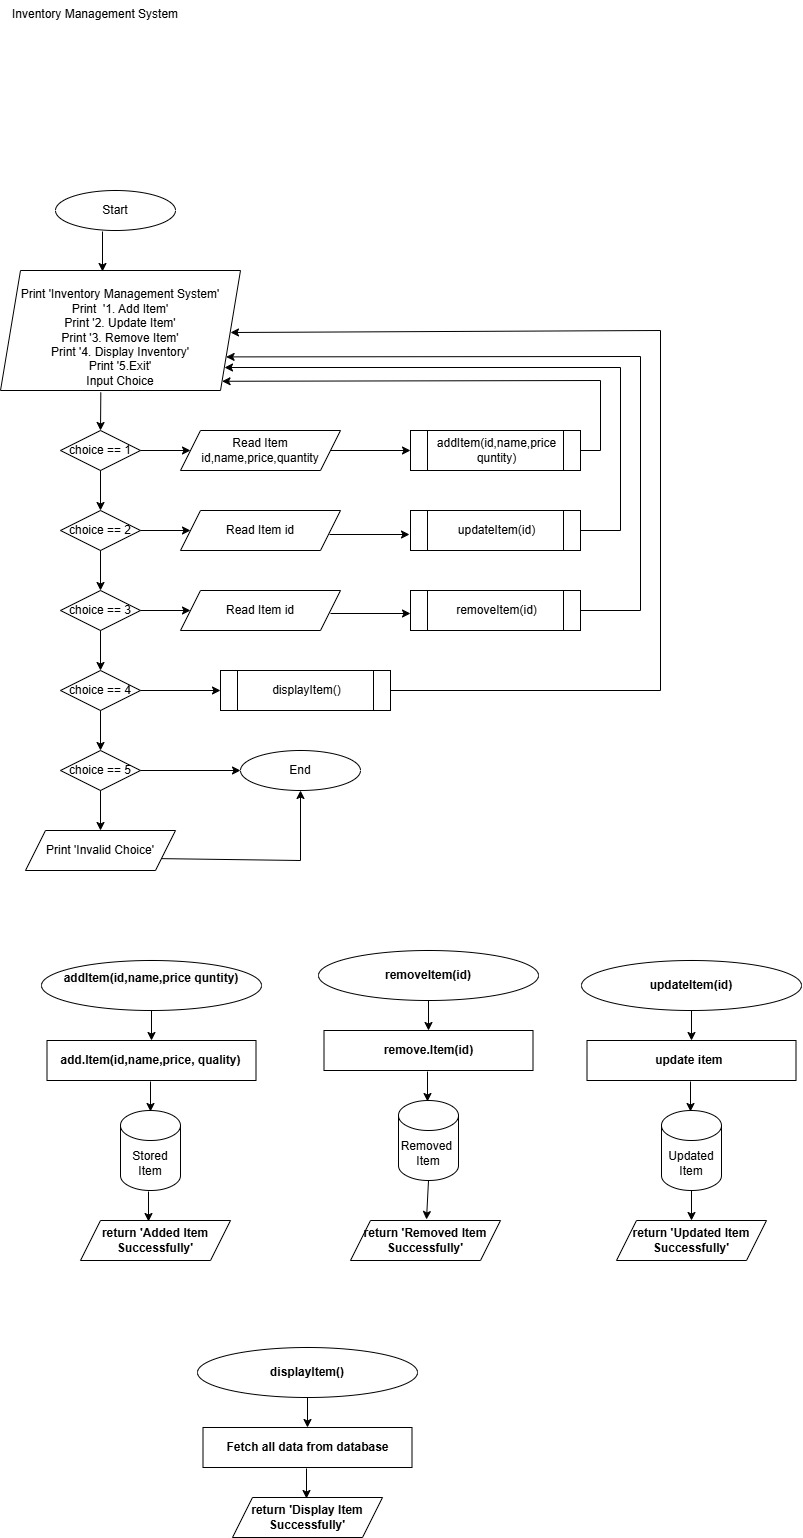 Inventory Management System
Start
Print 'Inventory Management System'
Print  '1. Add Item'
Print '2. Update Item'
Print '3. Remove Item'
Print '4. Display Inventory'
Print '5.Exit'
Input Choice
choice == 1
Read Item
id,name,price,quantity
addItem(id,name,price
quntity)
choice == 2
Read Item id
updateItem(id)
choice == 3
Read Item id
removeItem(id)
choice == 4
displayItem()
choice == 5
End
Print 'Invalid Choice'
addItem(id,name,price quntity)
removeItem(id)
updateItem(id)
add.Item(id,name,price, quality)
remove.Item(id)
update item
Stored
Item
Removed
Item
Updated
Item
return 'Added Item
Successfully'
return 'Removed Item
Successfully'
return 'Updated Item
Successfully'
displayItem()
Fetch all data from database
return 'Display Item
Successfully'